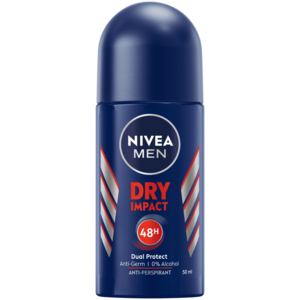 NIVEA
MEN
DRY
IMPACT
48H
Dual Protect
Anti-Germ | 0% Alcohol
ANTI-PERSPIRANT
50 ml